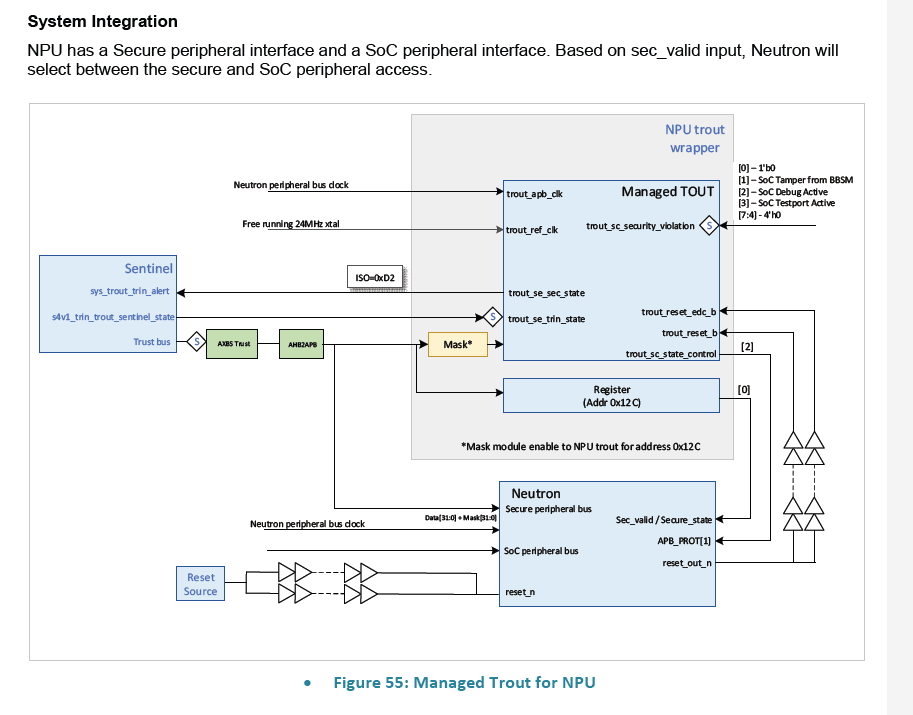 System Integration
NPU has a Secure peripheral interface and a SoC peripheral interface. Based on sec_valid input, Neutron will
select between the secure and SoC peripheral access.
NPU trout
wrapper
[0] – 1'b0
[1] – SoC Tamper from BBSM
[2] – SoC Debug Active
[3] – SoC Testport Active
[7:4] - 4'h0
Neutron peripheral bus clock
trout_apb_clk
Managed TOUT
Free running 24MHz xtal
trout_ref_clk
trout_sc_security_violation
S
Sentinel
ISO=0xD2
sys_trout_trin_alert
trout_se_sec_state
s4v1_trin_trout_sentinel_state
S
trout_se_trin_state
trout_reset_edc_b
trout_reset_b
Trust bus
S
AXBS Trust
AHB2APB
Mask*
trout_sc_state_control
[2]
Register
(Addr 0x12C)
[0]
*Mask module enable to NPU trout for address 0x12C
Neutron
Secure peripheral bus
Data[31:0] + Mask[31:0]
Sec_valid / Secure_state
Neutron peripheral bus clock
APB_PROT[1]
SoC peripheral bus
reset_out_n
Reset
Source
reset_n
• Figure 55: Managed Trout for NPU